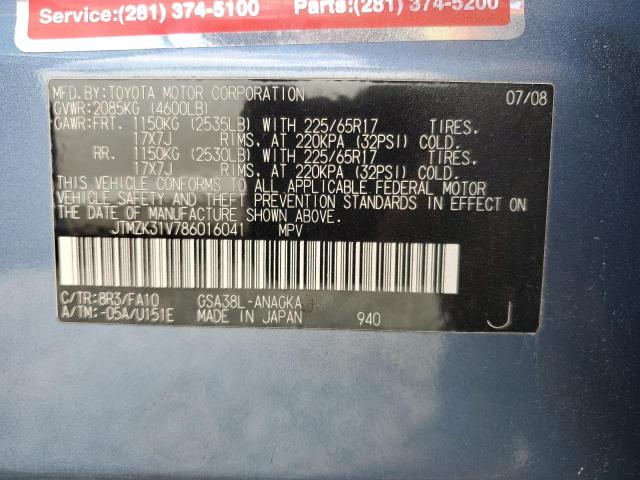 Service:(281) 374-5100 Parts:(281) 374-5200
MFD.BY:TOYOTA MOTOR CORPORATION 07/08
GVWR:2085KG (4600LB)
GAWR:FRT. 1150KG (2535LB) WITH 225/65R17 TIRES.
17X7J RIMS, AT 220KPA (32PSI) COLD.
RR. 1150KG (2530LB) WITH 225/65R17 TIRES.
17X7J RIMS, AT 220KPA (32PSI) COLD.
THIS VEHICLE CONFORMS TO ALL APPLICABLE FEDERAL MOTOR
VEHICLE SAFETY AND THEFT PREVENTION STANDARDS IN EFFECT ON
THE DATE OF MANUFACTURE SHOWN ABOVE.
JTMZK31V786016041 MPV
C/TR:8R3/FA10 GSA38L-ANAGKA
A/TM:-05A/U151E MADE IN JAPAN 940 J